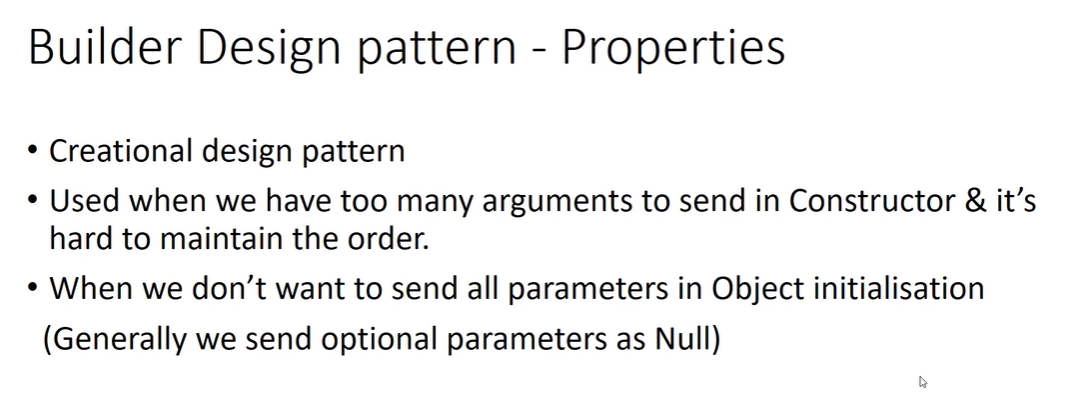 Builder Design pattern - Properties
• Creational design pattern
• Used when we have too many arguments to send in Constructor & it’s
hard to maintain the order.
• When we don’t want to send all parameters in Object initialisation
(Generally we send optional parameters as Null)